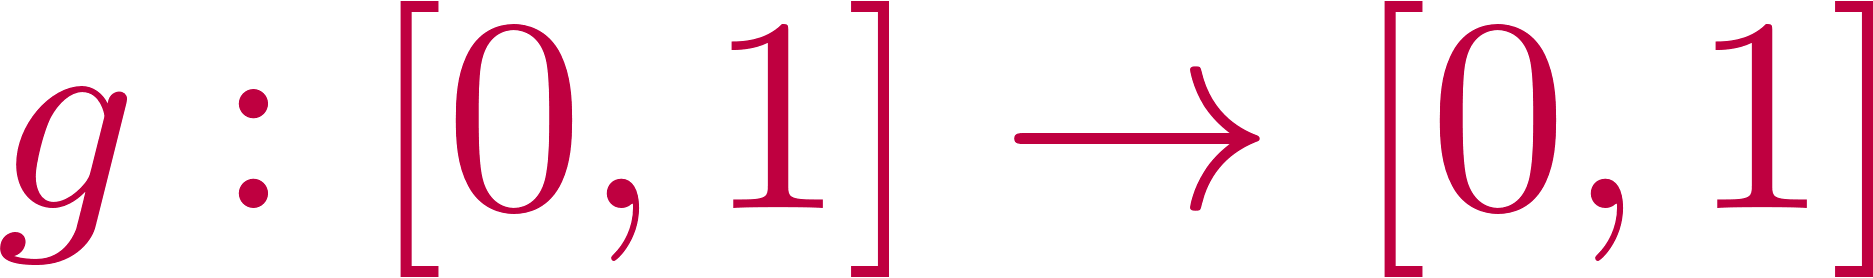 g : [0, 1] → [0, 1]